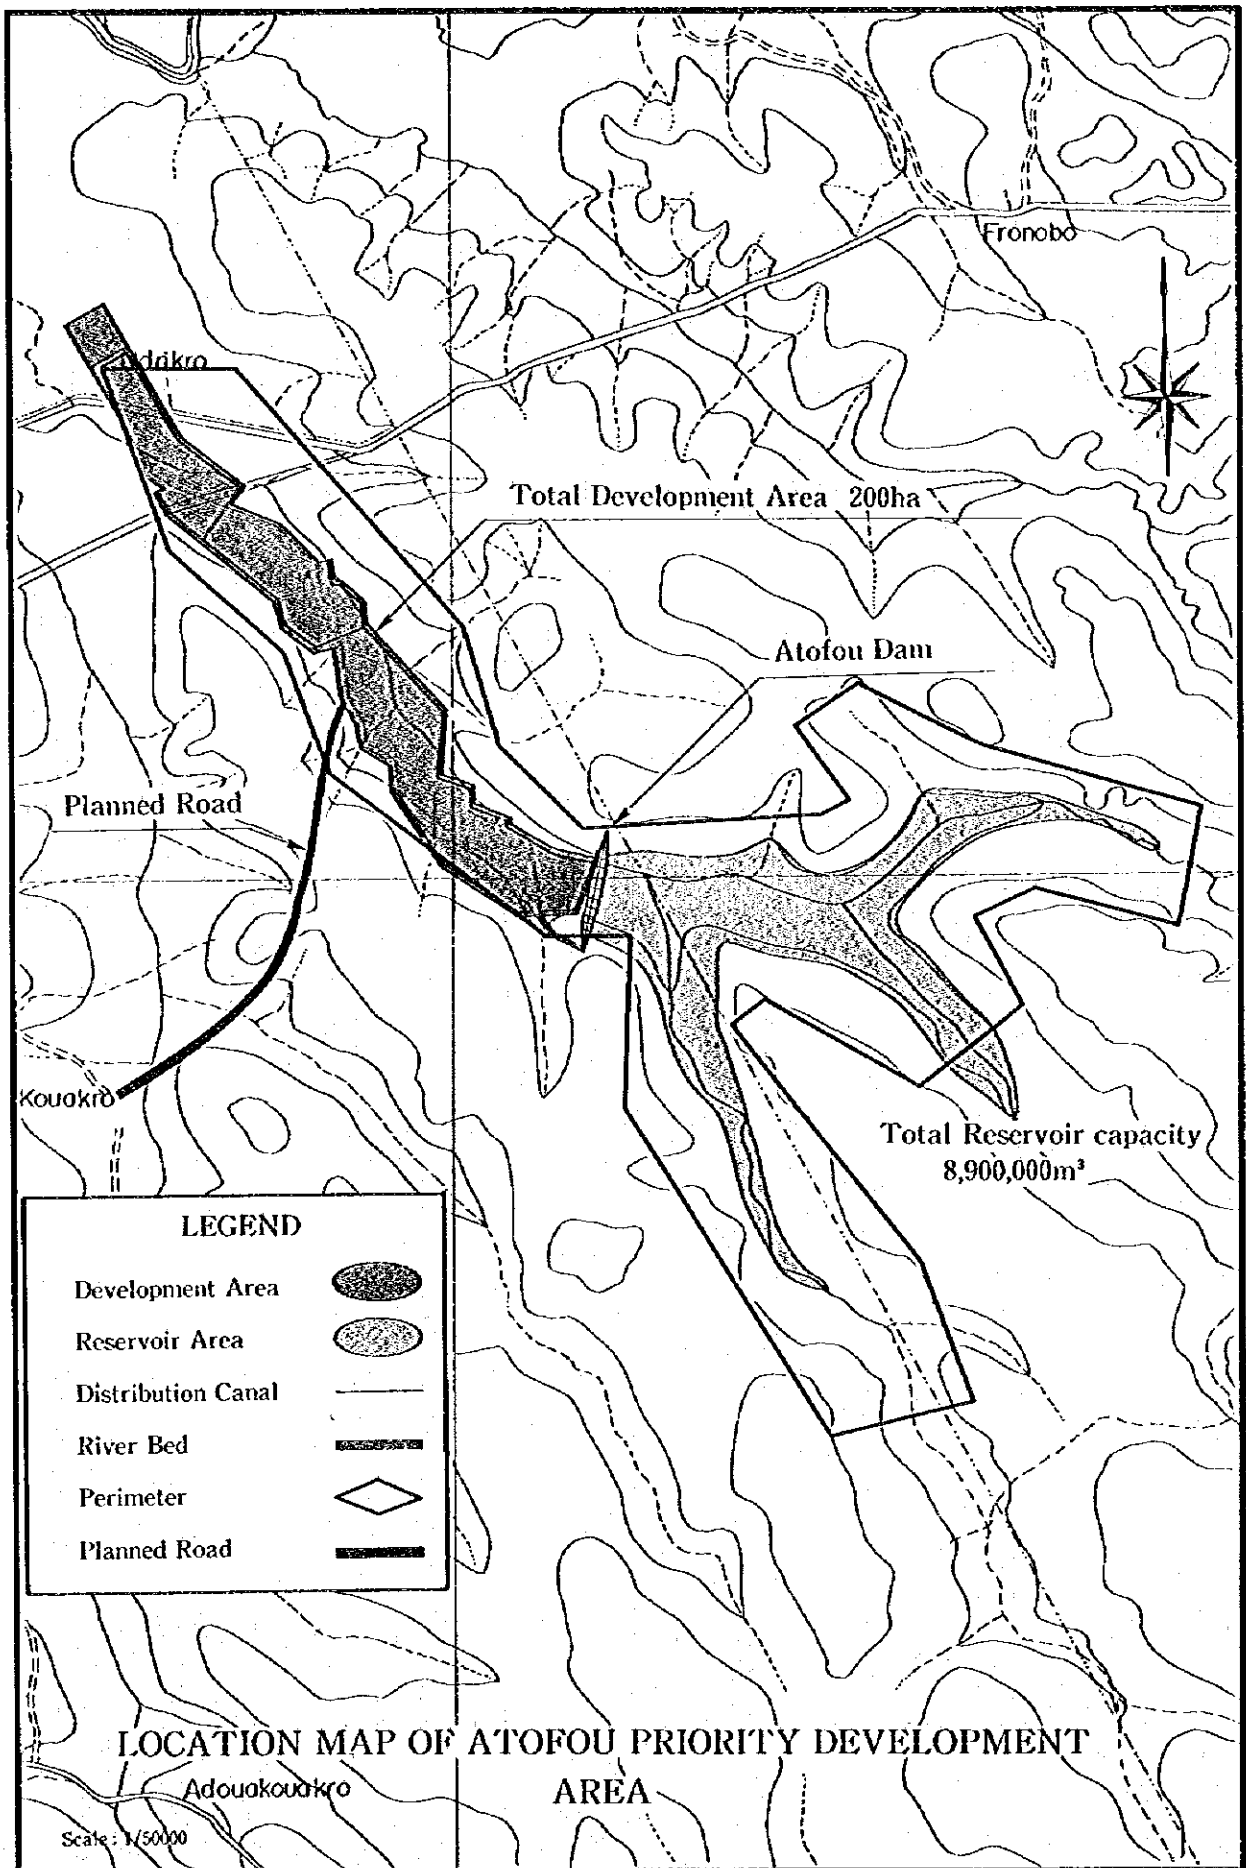 Fronobo
Total Development Area 200ha
Atofou Dam
Planned Road
Kouakro
Total Reservoir capacity
8,900,000m³
LEGEND
Development Area
Reservoir Area
Distribution Canal
River Bed
Perimeter
Planned Road
LOCATION MAP OF ATOFOU PRIORITY DEVELOPMENT
AREA
Adouakouakro
Scale : 1/50000